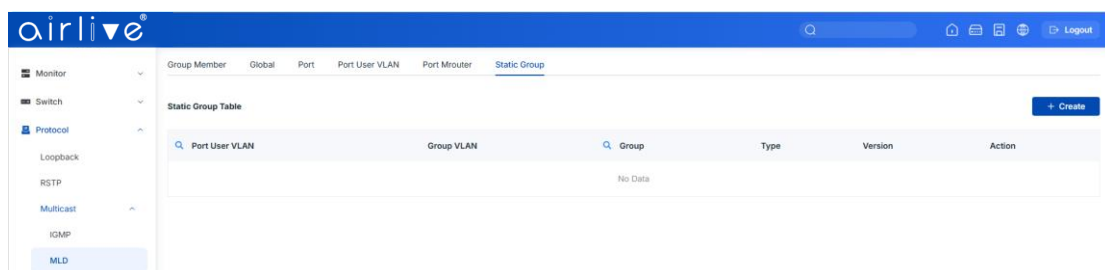 airlive®
Logout
Monitor
Switch
Protocol
Loopback
RSTP
Multicast
IGMP
MLD
Group Member Global Port Port User VLAN Port Mrouter Static Group
Static Group Table
+ Create
Port User VLAN Group VLAN Group Type Version Action
No Data